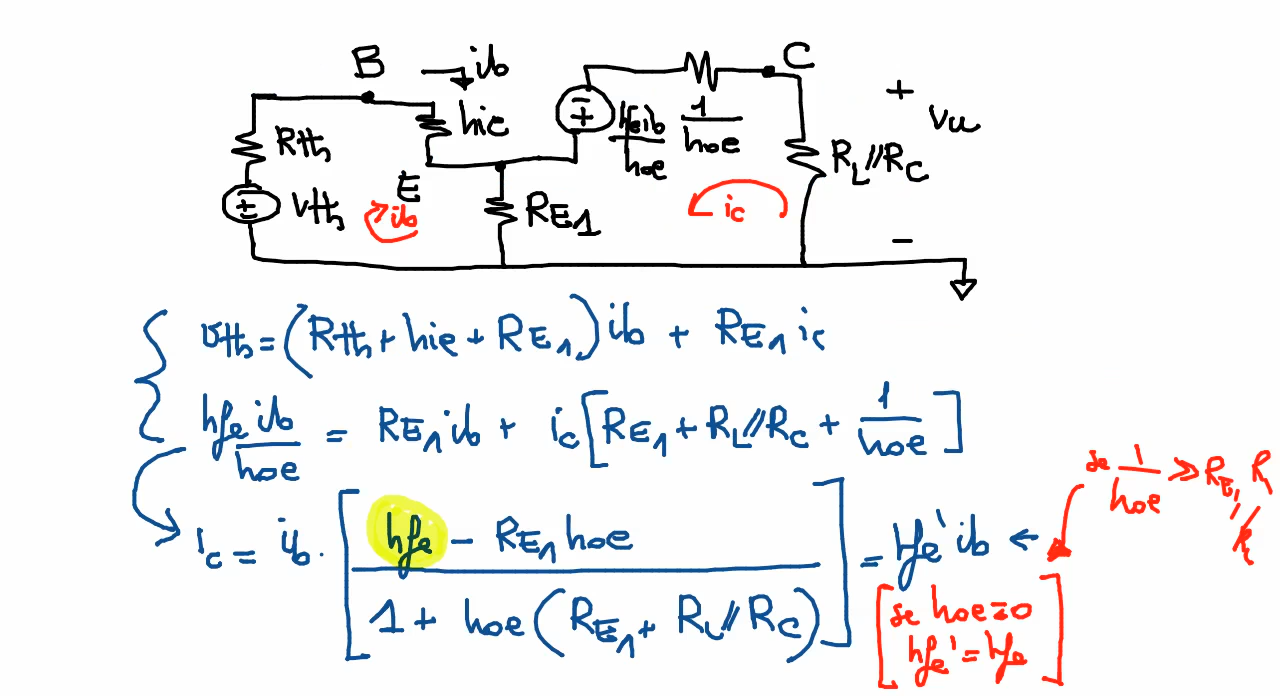 B
ib
C
Rth
hie
hfe ib / hoe
1 / hoe
+
vu
RL//RC
E
Vth
ib
RE1
ic
−
vth = (Rth + hie + RE1) ib + RE1 ic
hfe ib / hoe = RE1 ib + ic [RE1 + RL//RC + 1/hoe]
se 1/hoe >> RE1, RL//RC
ic = ib · [(hfe − RE1 hoe) / (1 + hoe (RE1 + RL//RC))] = hfe' ib ←
[se hoe=0
hfe' = hfe]